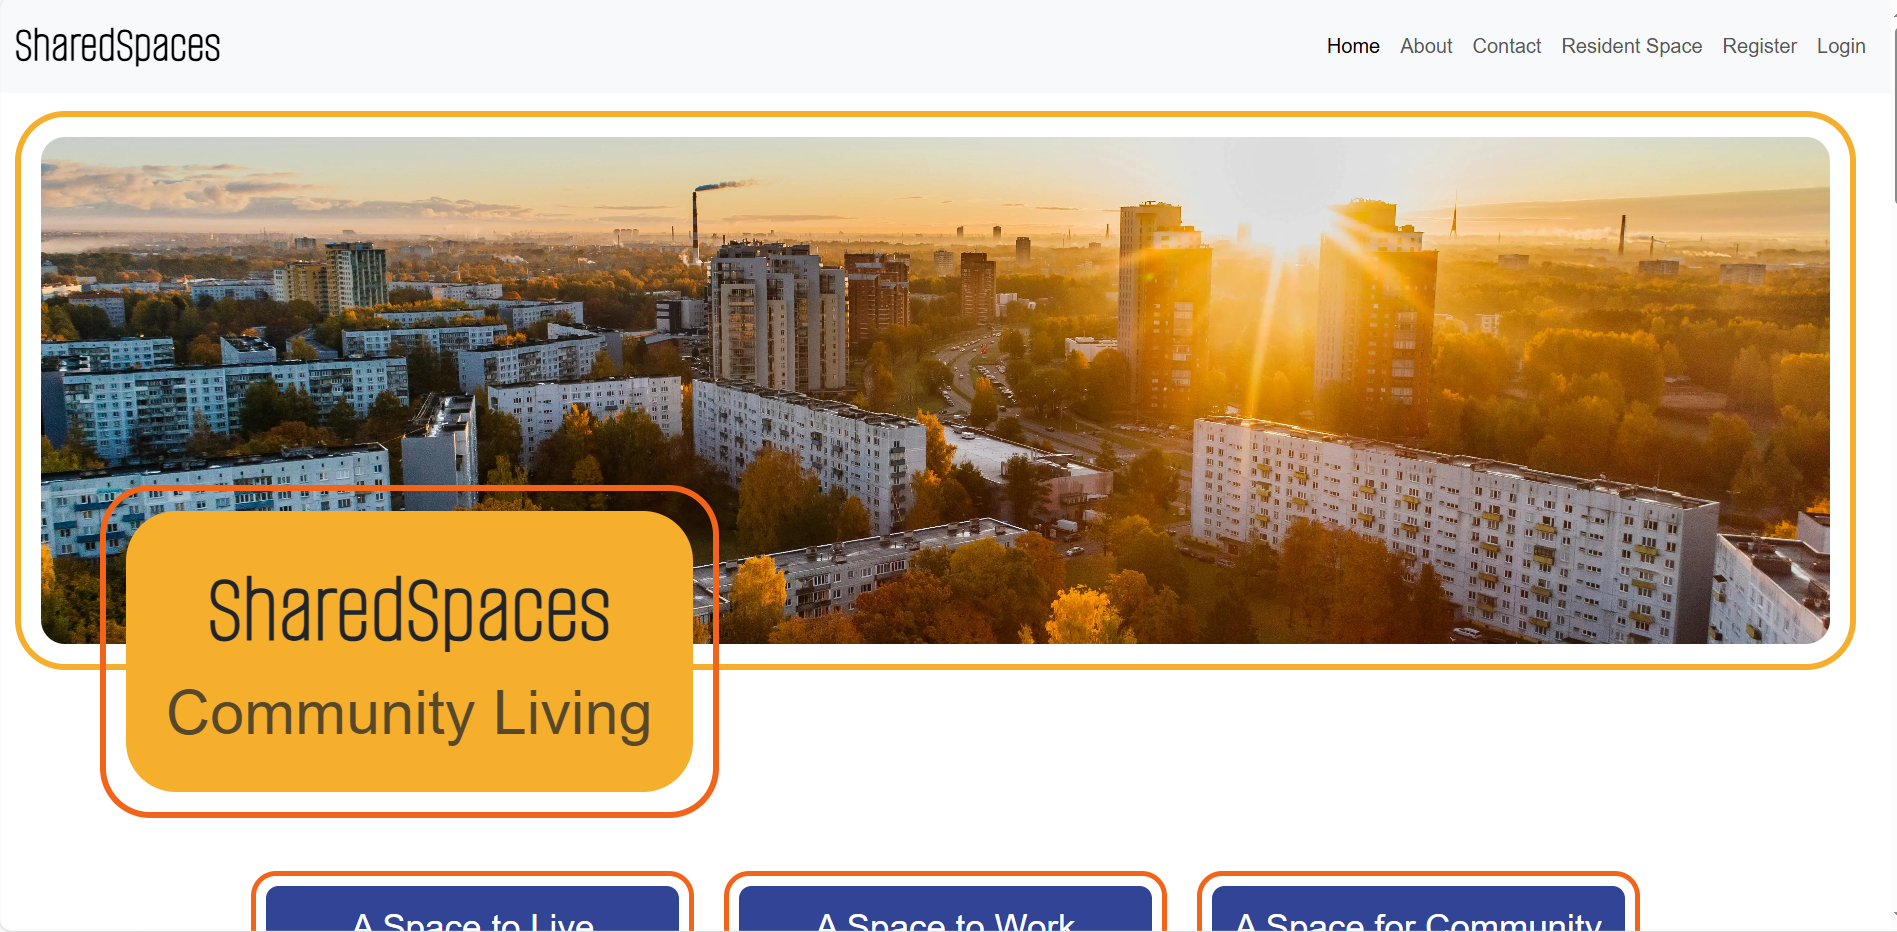 SharedSpaces
Home About Contact Resident Space Register Login
SharedSpaces
Community Living
A Space to Live
A Space to Work
A Space for Community